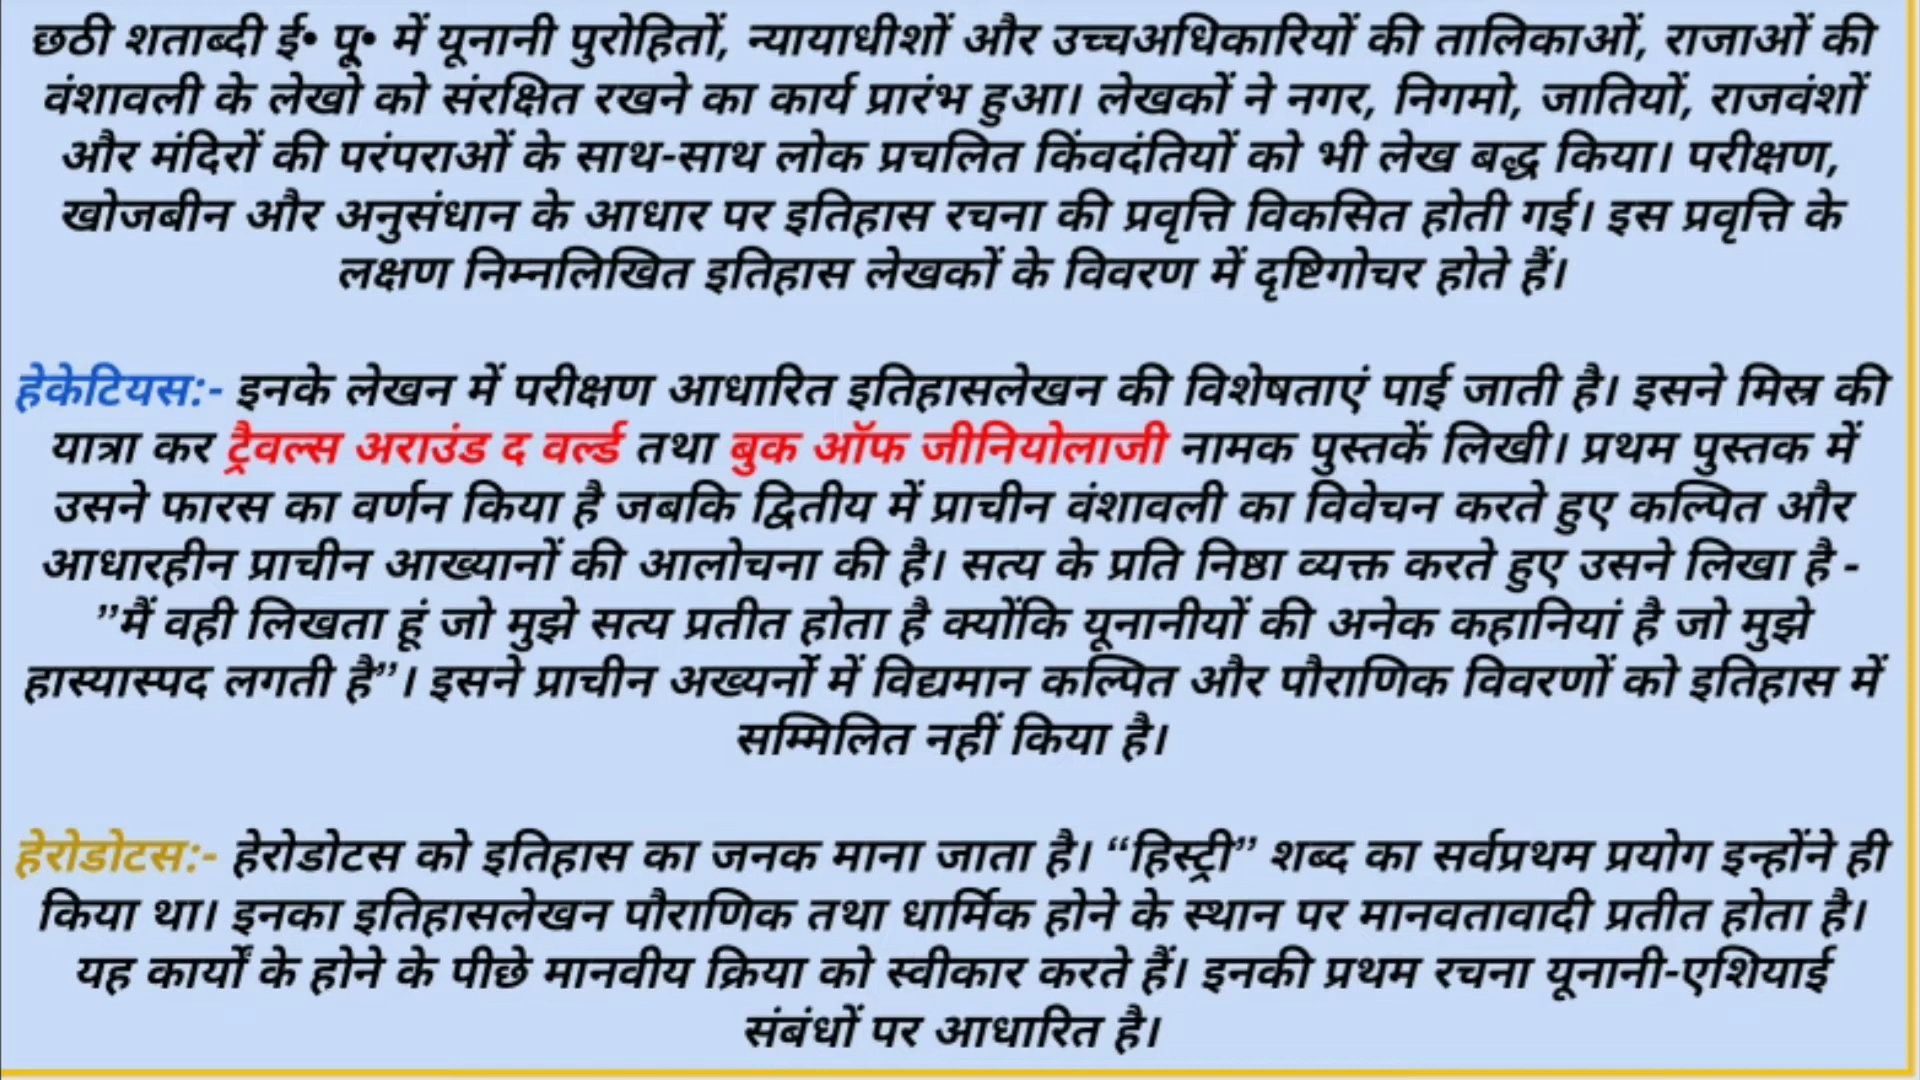 छठी शताब्दी ई• पू• में यूनानी पुरोहितों, न्यायाधीशों और उच्चअधिकारियों की तालिकाओं, राजाओं की
वंशावली के लेखो को संरक्षित रखने का कार्य प्रारंभ हुआ। लेखकों ने नगर, निगमो, जातियों, राजवंशों
और मंदिरों की परंपराओं के साथ-साथ लोक प्रचलित किंवदंतियों को भी लेख बद्ध किया। परीक्षण,
खोजबीन और अनुसंधान के आधार पर इतिहास रचना की प्रवृत्ति विकसित होती गई। इस प्रवृत्ति के
लक्षण निम्नलिखित इतिहास लेखकों के विवरण में दृष्टिगोचर होते हैं।
हेकेटियस:- इनके लेखन में परीक्षण आधारित इतिहासलेखन की विशेषताएं पाई जाती है। इसने मिस्र की
यात्रा कर ट्रैवल्स अराउंड द वर्ल्ड तथा बुक ऑफ जीनियोलाजी नामक पुस्तकें लिखी। प्रथम पुस्तक में
उसने फारस का वर्णन किया है जबकि द्वितीय में प्राचीन वंशावली का विवेचन करते हुए कल्पित और
आधारहीन प्राचीन आख्यानों की आलोचना की है। सत्य के प्रति निष्ठा व्यक्त करते हुए उसने लिखा है -
”मैं वही लिखता हूं जो मुझे सत्य प्रतीत होता है क्योंकि यूनानीयों की अनेक कहानियां है जो मुझे
हास्यास्पद लगती है”। इसने प्राचीन अख्यर्नो में विद्यमान कल्पित और पौराणिक विवरणों को इतिहास में
सम्मिलित नहीं किया है।
हेरोडोटस:- हेरोडोटस को इतिहास का जनक माना जाता है। “हिस्ट्री” शब्द का सर्वप्रथम प्रयोग इन्होंने ही
किया था। इनका इतिहासलेखन पौराणिक तथा धार्मिक होने के स्थान पर मानवतावादी प्रतीत होता है।
यह कार्यों के होने के पीछे मानवीय क्रिया को स्वीकार करते हैं। इनकी प्रथम रचना यूनानी-एशियाई
संबंधों पर आधारित है।